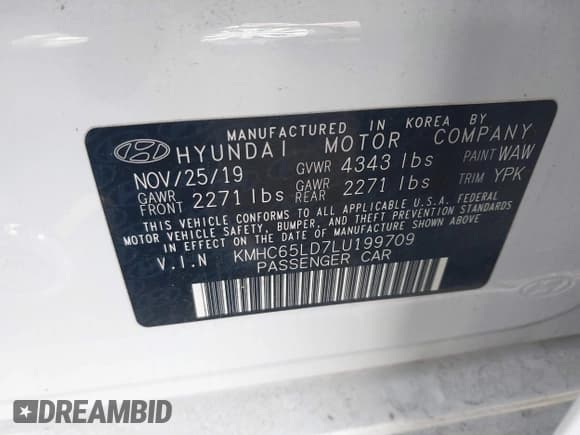 MANUFACTURED IN KOREA BY
HYUNDAI MOTOR COMPANY
NOV/25/19 GVWR 4343 lbs PAINT WAW
GAWR FRONT 2271 lbs GAWR REAR 2271 lbs TRIM YPK
THIS VEHICLE CONFORMS TO ALL APPLICABLE U.S.A. FEDERAL
MOTOR VEHICLE SAFETY, BUMPER, AND THEFT PREVENTION STANDARDS
IN EFFECT ON THE DATE OF MANUFACTURE SHOWN ABOVE.
V.I.N KMHC65LD7LU199709
PASSENGER CAR
DREAMBID